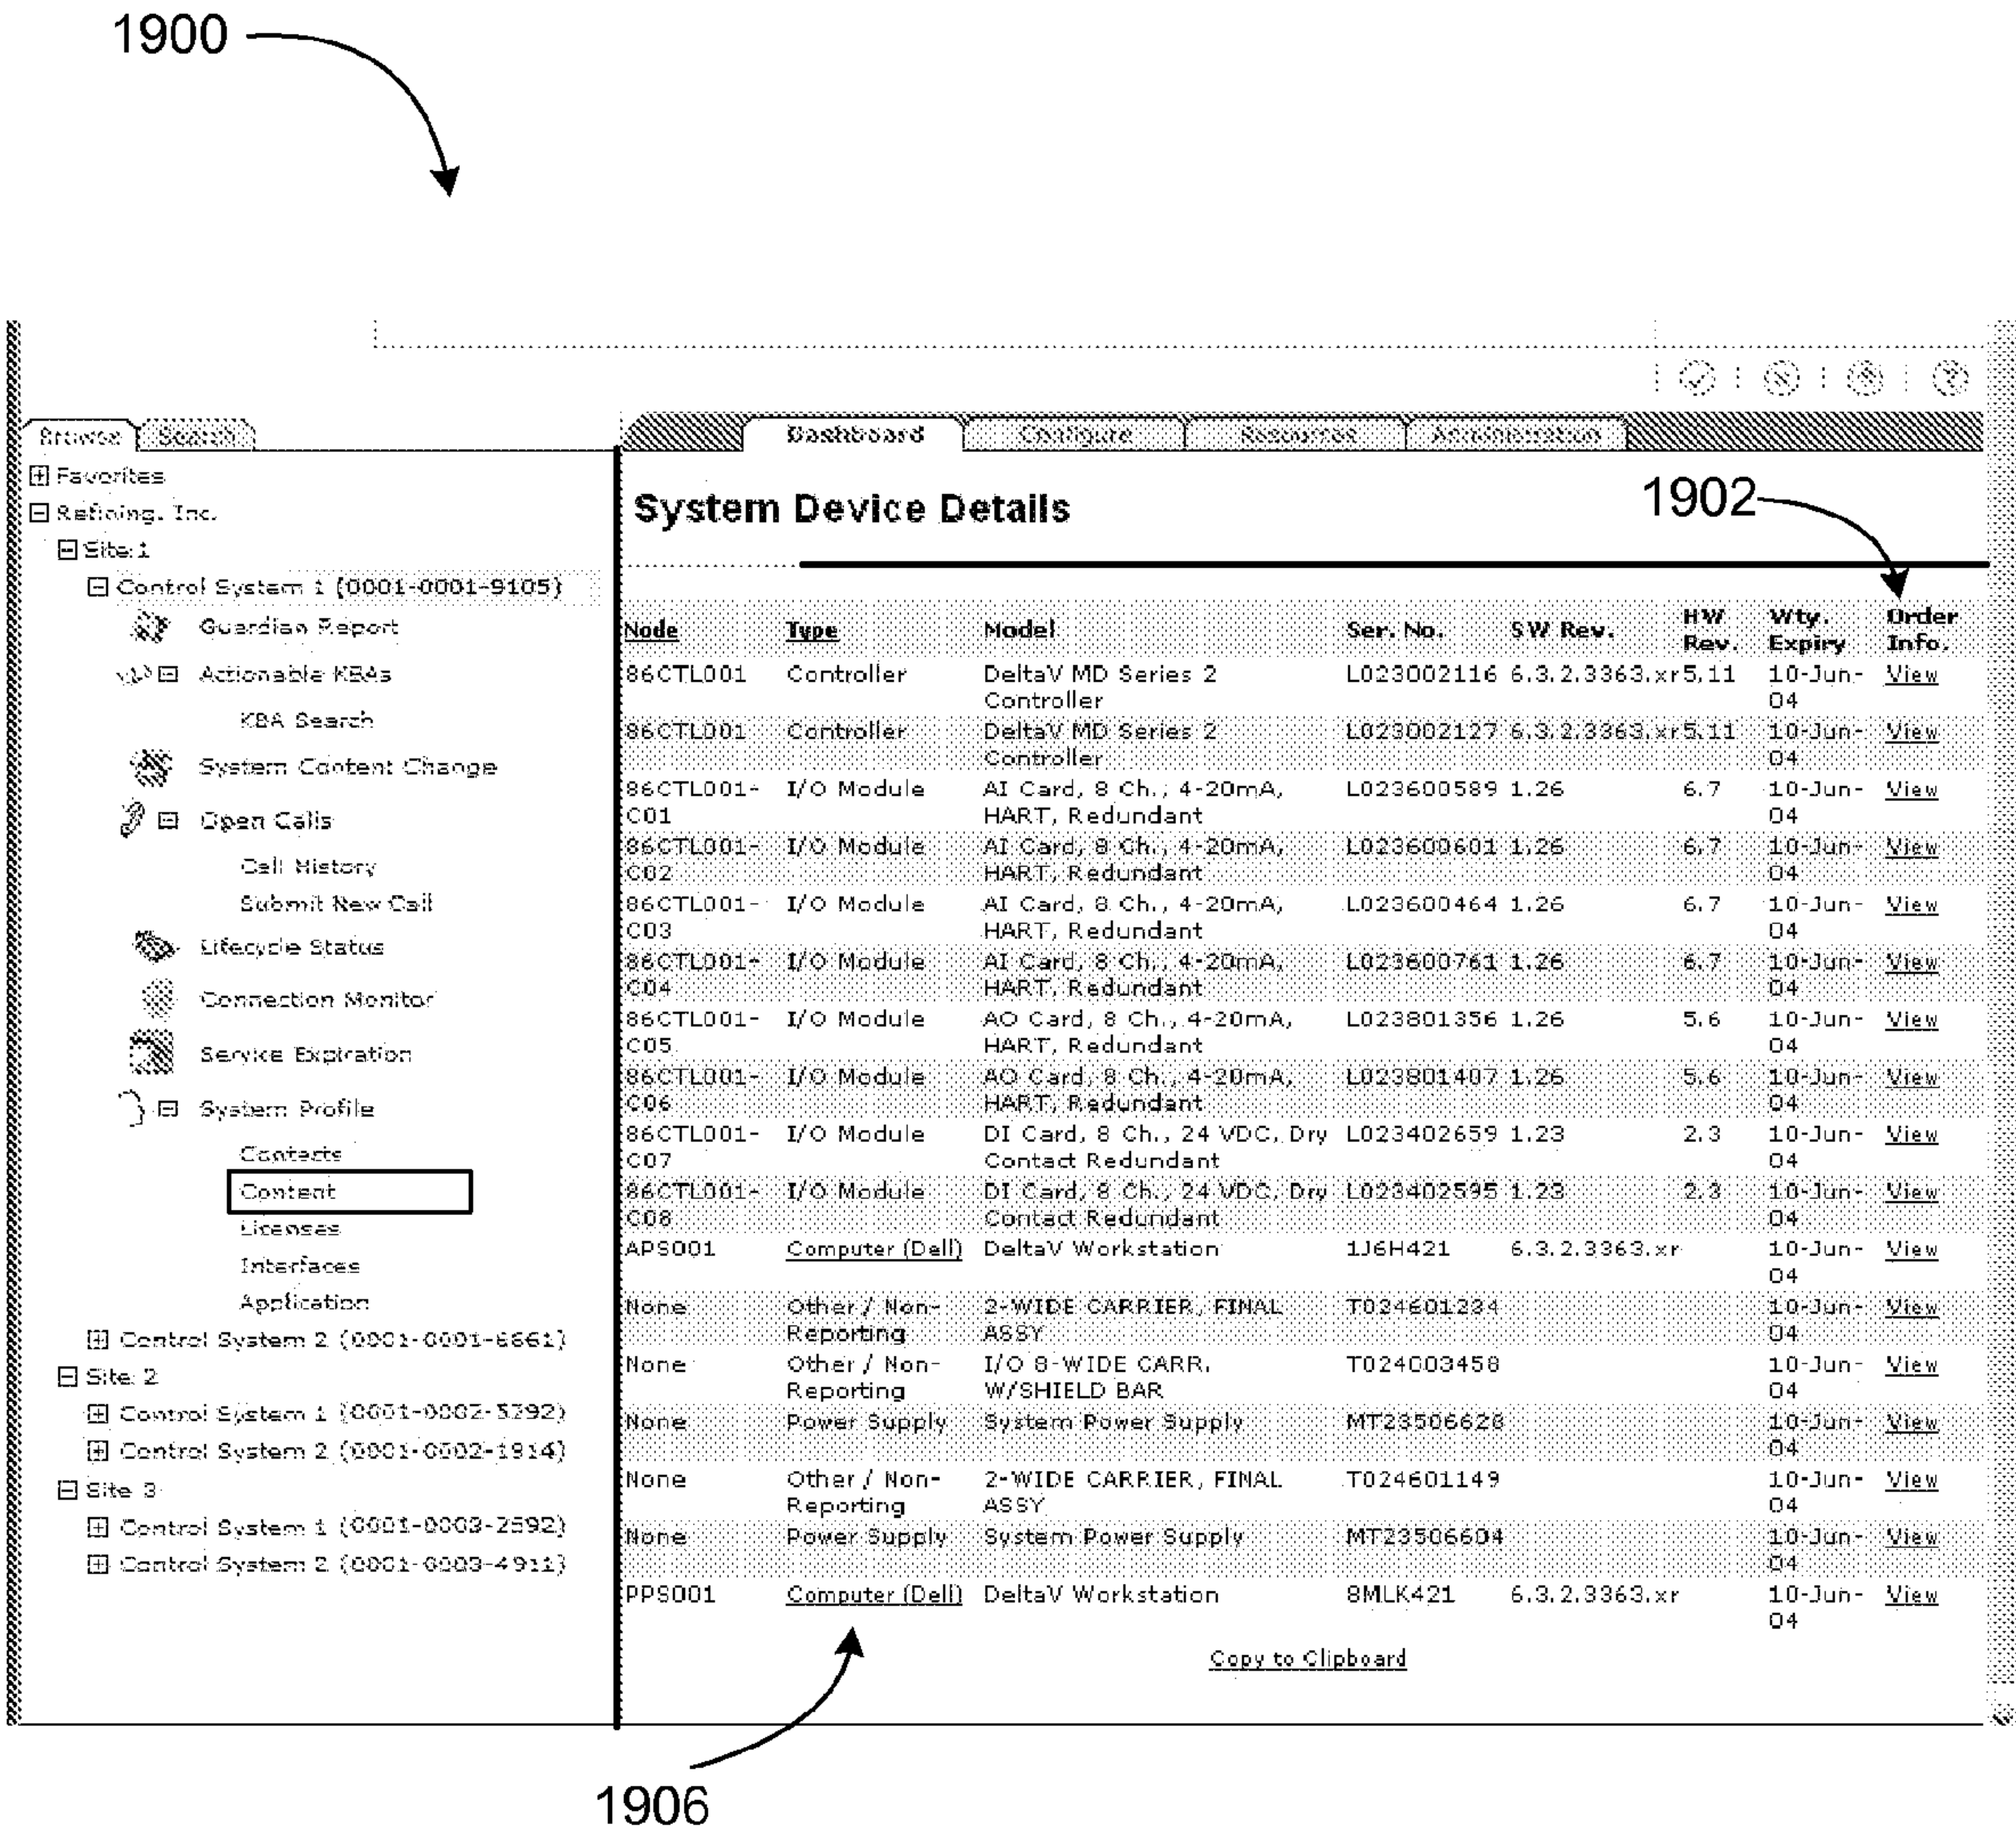 1900
Browse Search
Dashboard Configure Resources Administration
Favorites
Refining, Inc.
Site 1
Control System 1 (0001-0001-9105)
Guardian Report
Actionable KBAs
KBA Search
System Content Change
Open Calls
Call History
Submit New Call
Lifecycle Status
Connection Monitor
Service Expiration
System Profile
Contacts
Content
Licenses
Interfaces
Application
Control System 2 (0001-0001-6661)
Site 2
Control System 1 (0001-0002-5292)
Control System 2 (0001-0002-1914)
Site 3
Control System 1 (0001-0003-2592)
Control System 2 (0001-0003-4911)
System Device Details
1902
Node Type Model Ser. No. SW Rev. HW Rev. Wty. Expiry Order Info.
86CTL001 Controller DeltaV MD Series 2 L023002116 6.3.2.3363.xr 5.11 10-Jun- View
Controller 04
86CTL001 Controller DeltaV MD Series 2 L023002127 6.3.2.3363.xr 5.11 10-Jun- View
Controller 04
86CTL001- I/O Module AI Card, 8 Ch., 4-20mA, L023600589 1.26 6.7 10-Jun- View
C01 HART, Redundant 04
86CTL001- I/O Module AI Card, 8 Ch., 4-20mA, L023600601 1.26 6.7 10-Jun- View
C02 HART, Redundant 04
86CTL001- I/O Module AI Card, 8 Ch., 4-20mA, L023600464 1.26 6.7 10-Jun- View
C03 HART, Redundant 04
86CTL001- I/O Module AI Card, 8 Ch., 4-20mA, L023600761 1.26 6.7 10-Jun- View
C04 HART, Redundant 04
86CTL001- I/O Module AO Card, 8 Ch., 4-20mA, L023801356 1.26 5.6 10-Jun- View
C05 HART, Redundant 04
86CTL001- I/O Module AO Card, 8 Ch., 4-20mA, L023801407 1.26 5.6 10-Jun- View
C06 HART, Redundant 04
86CTL001- I/O Module DI Card, 8 Ch., 24 VDC, Dry L023402659 1.23 2.3 10-Jun- View
C07 Contact Redundant 04
86CTL001- I/O Module DI Card, 8 Ch., 24 VDC, Dry L023402595 1.23 2.3 10-Jun- View
C08 Contact Redundant 04
APS001 Computer (Dell) DeltaV Workstation 1J6H421 6.3.2.3363.xr 10-Jun- View
04
None Other / Non- 2-WIDE CARRIER, FINAL T024601234 10-Jun- View
Reporting ASSY 04
None Other / Non- I/O 8-WIDE CARR. T024003458 10-Jun- View
Reporting W/SHIELD BAR 04
None Power Supply System Power Supply MT23506628 10-Jun- View
04
None Other / Non- 2-WIDE CARRIER, FINAL T024601149 10-Jun- View
Reporting ASSY 04
None Power Supply System Power Supply MT23506604 10-Jun- View
04
PPS001 Computer (Dell) DeltaV Workstation 8MLK421 6.3.2.3363.xr 10-Jun- View
04
Copy to Clipboard
1906